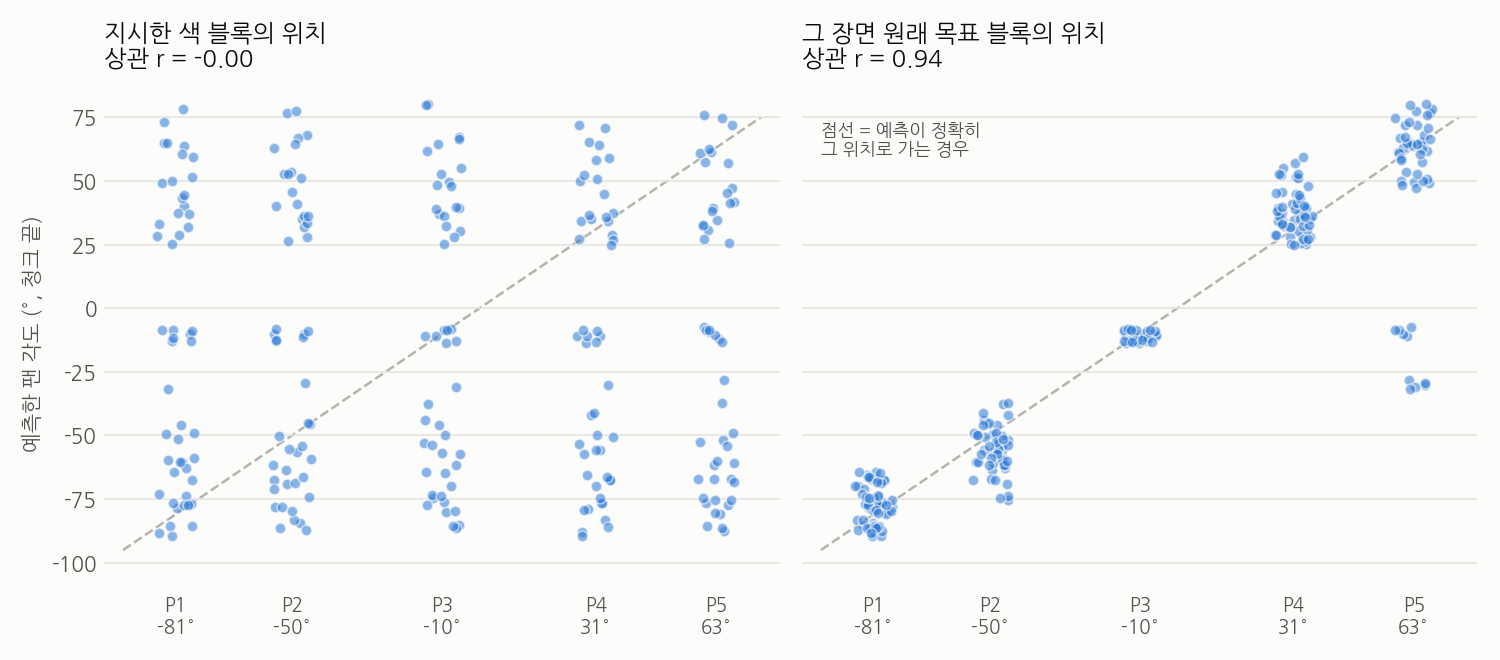 지시한 색 블록의 위치
상관 r = -0.00
그 장면 원래 목표 블록의 위치
상관 r = 0.94
점선 = 예측이 정확히
그 위치로 가는 경우
예측한 팬 각도 (°, 청크 끝)
75
50
25
0
-25
-50
-75
-100
P1
-81°
P2
-50°
P3
-10°
P4
31°
P5
63°
P1
-81°
P2
-50°
P3
-10°
P4
31°
P5
63°